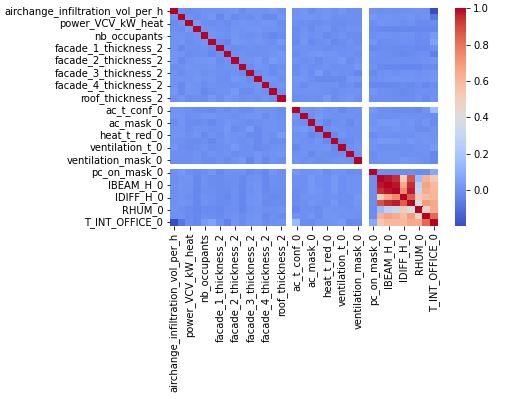 airchange_infiltration_vol_per_h
power_VCV_kW_heat
nb_occupants
facade_1_thickness_2
facade_2_thickness_2
facade_3_thickness_2
facade_4_thickness_2
roof_thickness_2
ac_t_conf_0
ac_mask_0
heat_t_red_0
ventilation_t_0
ventilation_mask_0
pc_on_mask_0
IBEAM_H_0
IDIFF_H_0
RHUM_0
T_INT_OFFICE_0
1.0
0.8
0.6
0.4
0.2
0.0
airchange_infiltration_vol_per_h
power_VCV_kW_heat
nb_occupants
facade_1_thickness_2
facade_2_thickness_2
facade_3_thickness_2
facade_4_thickness_2
roof_thickness_2
ac_t_conf_0
ac_mask_0
heat_t_red_0
ventilation_t_0
ventilation_mask_0
pc_on_mask_0
IBEAM_H_0
IDIFF_H_0
RHUM_0
T_INT_OFFICE_0